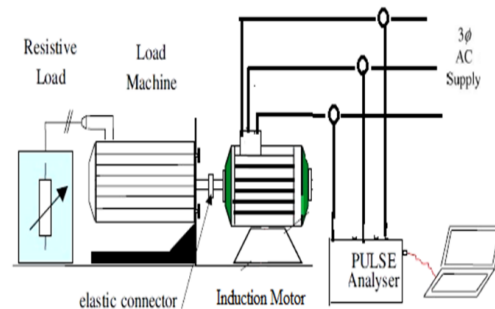 Resistive
Load
Load
Machine
3ϕ
AC
Supply
PULSE
Analyser
elastic connector
Induction Motor